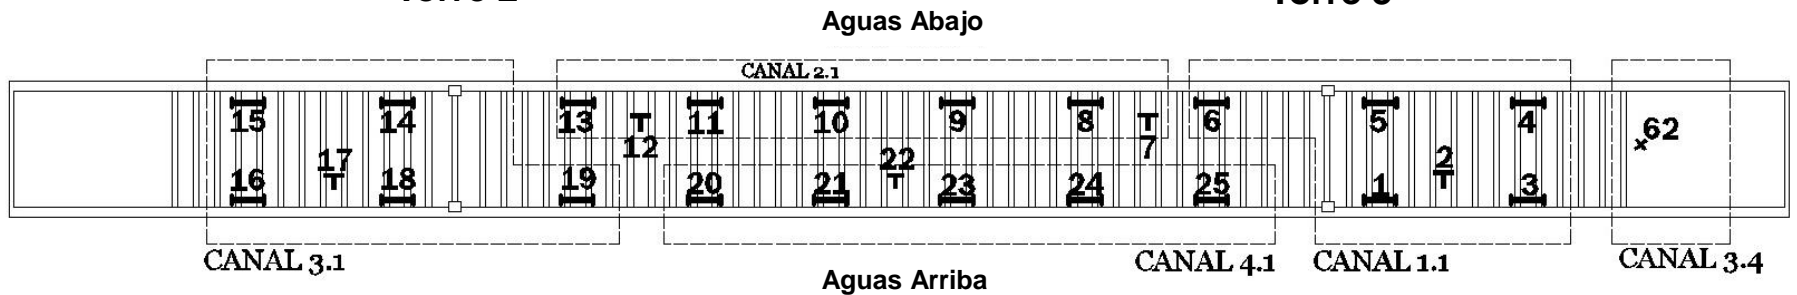 Aguas Abajo
CANAL 2.1
15 14 13 11 10 9 8 6 5 4
12 7
62
17 22 2
16 18 19 20 21 23 24 25 1 3
CANAL 3.1 CANAL 4.1 CANAL 1.1 CANAL 3.4
Aguas Arriba